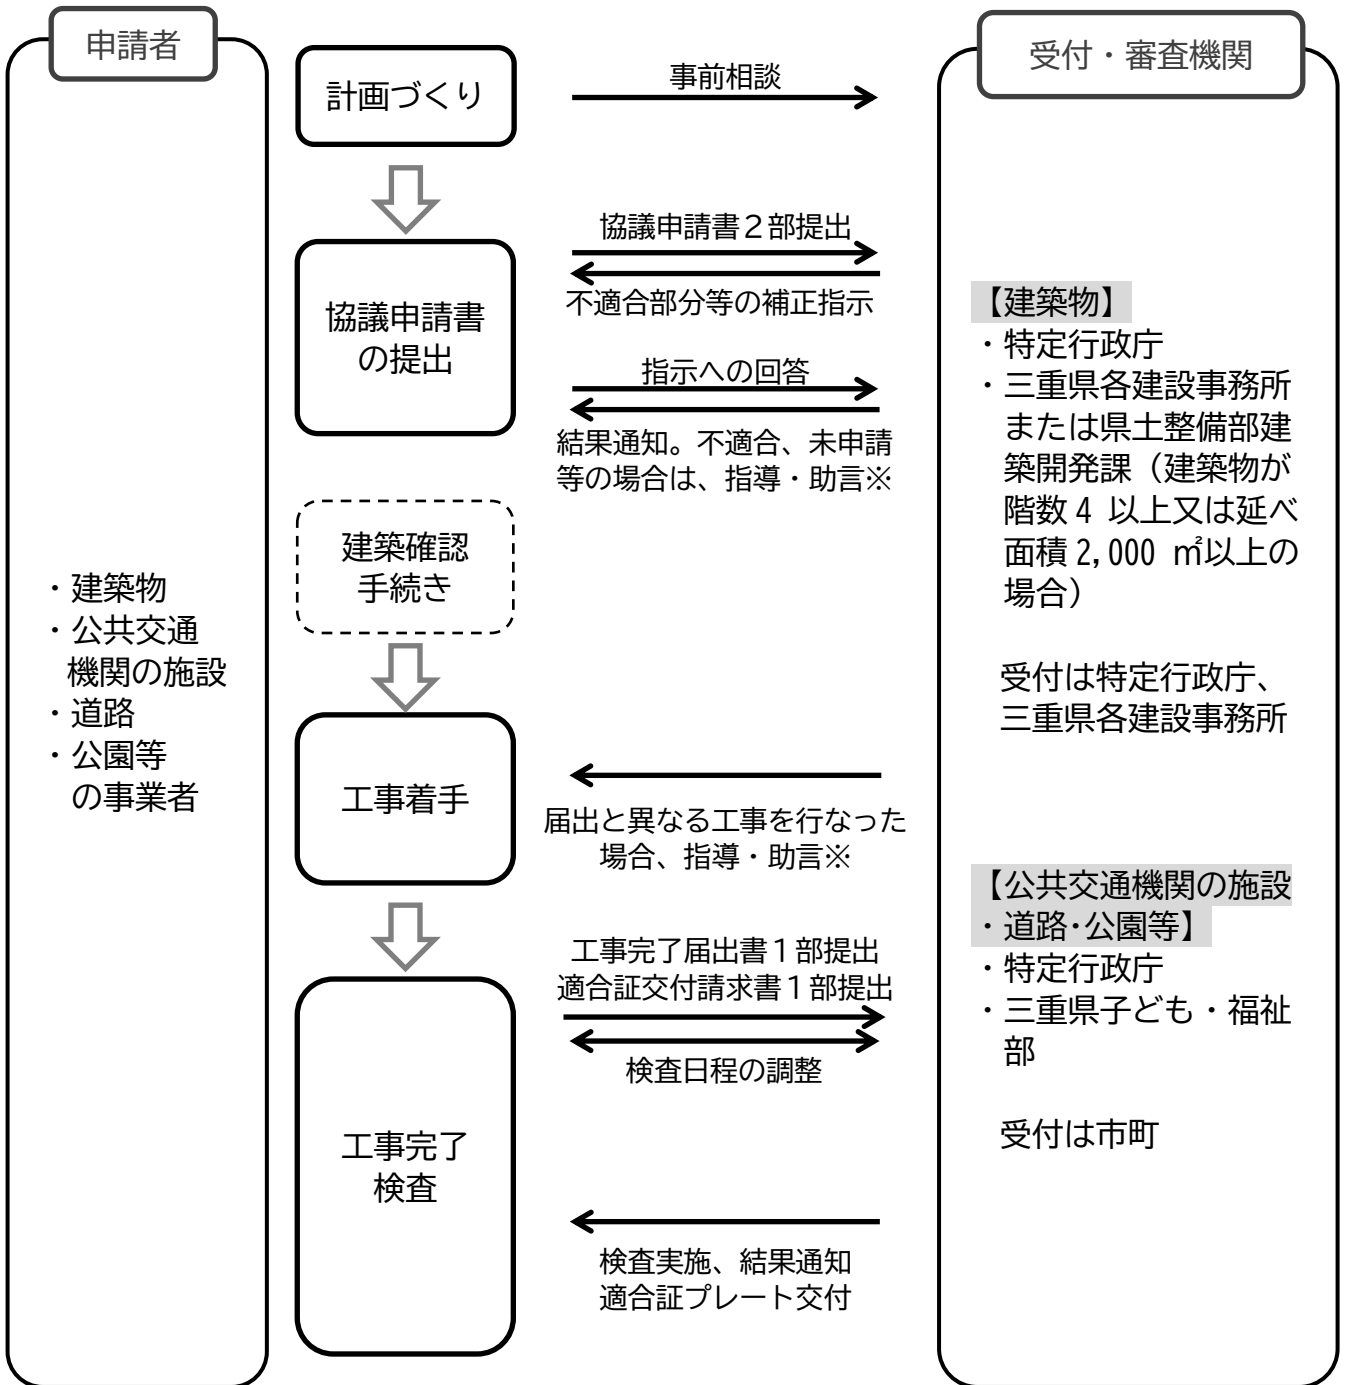 申請者
・建築物
・公共交通
機関の施設
・道路
・公園等
の事業者
計画づくり
協議申請書
の提出
建築確認
手続き
工事着手
工事完了
検査
事前相談
協議申請書２部提出
不適合部分等の補正指示
指示への回答
結果通知。不適合、未申請
等の場合は、指導・助言※
届出と異なる工事を行なった
場合、指導・助言※
工事完了届出書１部提出
適合証交付請求書１部提出
検査日程の調整
検査実施、結果通知
適合証プレート交付
受付・審査機関
【建築物】
・特定行政庁
・三重県各建設事務所
または県土整備部建
築開発課（建築物が
階数４ 以上又は延べ
面積 2,000 ㎡以上の
場合）
受付は特定行政庁、
三重県各建設事務所
【公共交通機関の施設
・道路･公園等】
・特定行政庁
・三重県子ども・福祉
部
受付は市町